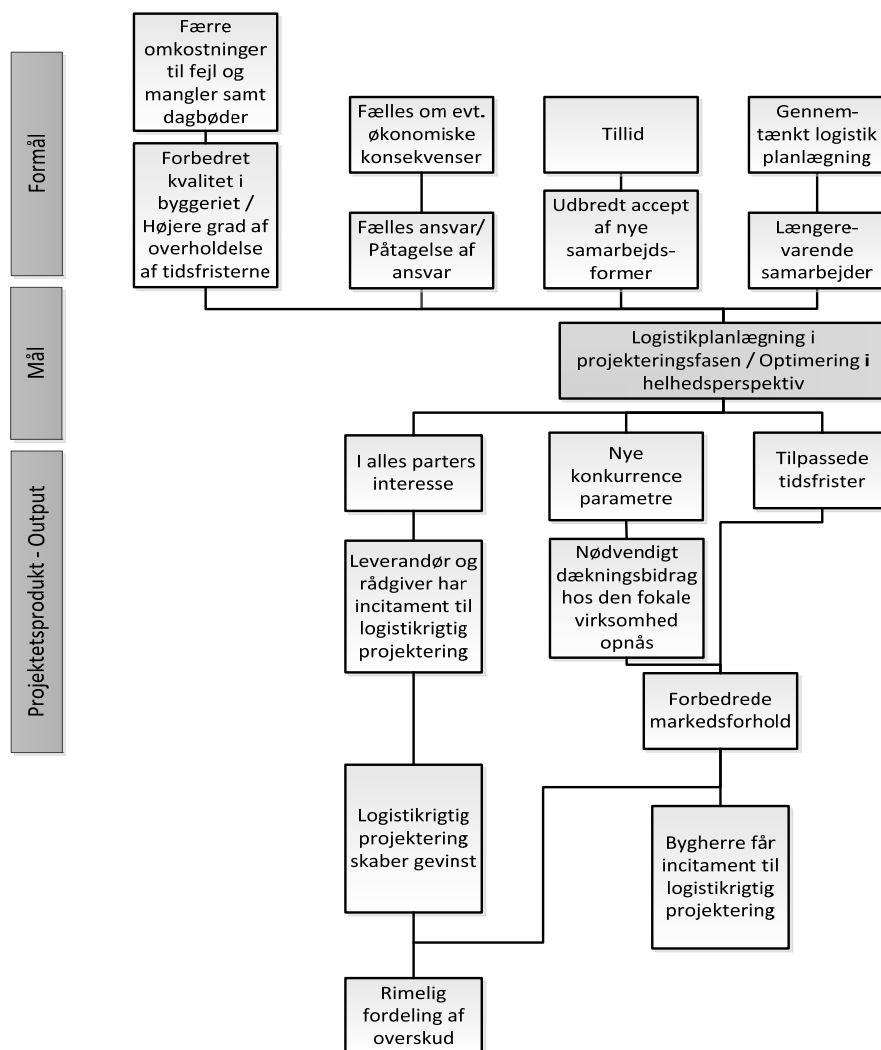 Formål
Færre
omkostninger
til fejl og
mangler samt
dagbøder
Fælles om evt.
økonomiske
konsekvenser
Tillid
Gennem-
tænkt logistik
planlægning
Forbedret
kvalitet i
byggeriet /
Højere grad af
overholdelse
af tidsfristerne
Fælles ansvar/
Påtagelse af
ansvar
Udbredt accept
af nye
samarbejds-
former
Længere-
varende
samarbejder
Mål
Logistikplanlægning i
projekteringsfasen / Optimering i
helhedsperspektiv
Projektetsprodukt - Output
I alles parters
interesse
Nye
konkurrence
parametre
Tilpassede
tidsfrister
Leverandør og
rådgiver har
incitament til
logistikrigtig
projektering
Nødvendigt
dækningsbidrag
hos den fokale
virksomhed
opnås
Forbedrede
markedsforhold
Logistikrigtig
projektering
skaber gevinst
Bygherre får
incitament til
logistikrigtig
projektering
Rimelig
fordeling af
overskud